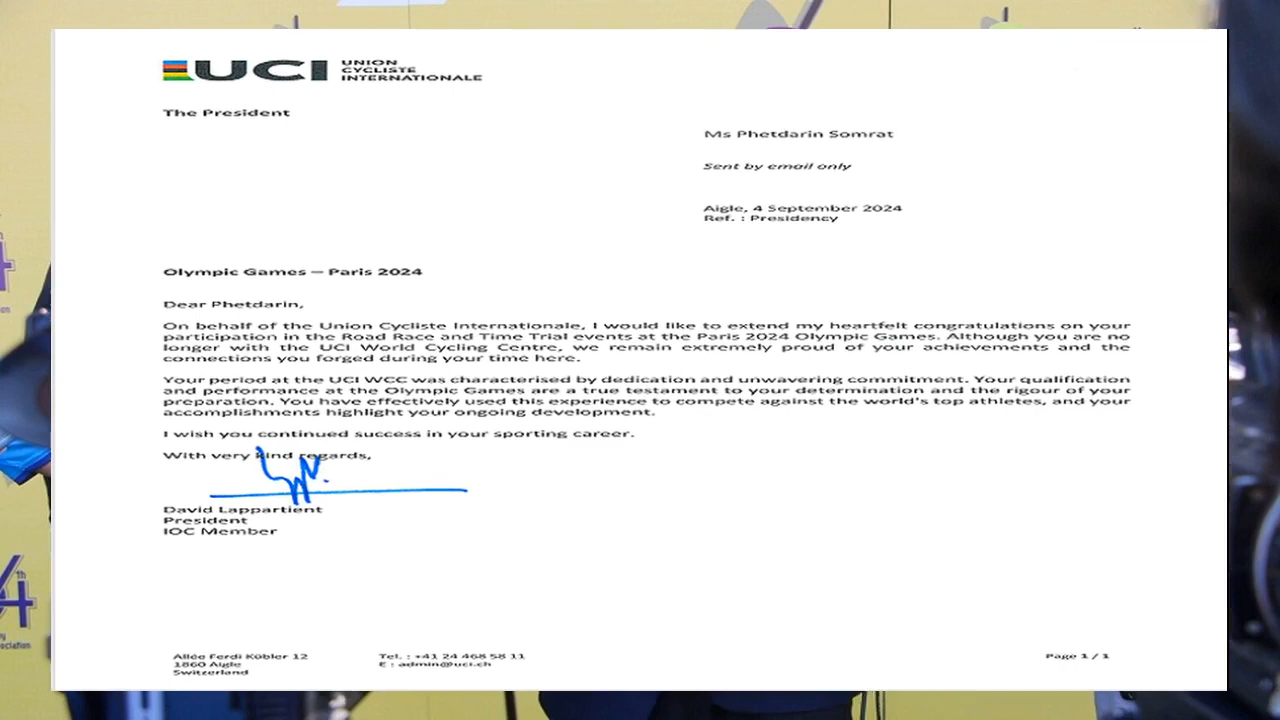 UCI UNION
CYCLISTE
INTERNATIONALE
The President
Ms Phetdarin Somrat
Sent by email only
Aigle, 4 September 2024
Ref. : Presidency
Olympic Games – Paris 2024
Dear Phetdarin,
On behalf of the Union Cycliste Internationale, I would like to extend my heartfelt congratulations on your
participation in the Road Race and Time Trial events at the Paris 2024 Olympic Games. Although you are no
longer with the UCI World Cycling Centre, we remain extremely proud of your achievements and the
connections you forged during your time here.
Your period at the UCI WCC was characterised by dedication and unwavering commitment. Your qualification
and performance at the Olympic Games are a true testament to your determination and the rigour of your
preparation. You have effectively used this experience to compete against the world's top athletes, and your
accomplishments highlight your ongoing development.
I wish you continued success in your sporting career.
With very kind regards,
David Lappartient
President
IOC Member
Allée Ferdi Kübler 12
1860 Aigle
Switzerland
Tel. : +41 24 468 58 11
E : admin@uci.ch
Page 1 / 1
4
th